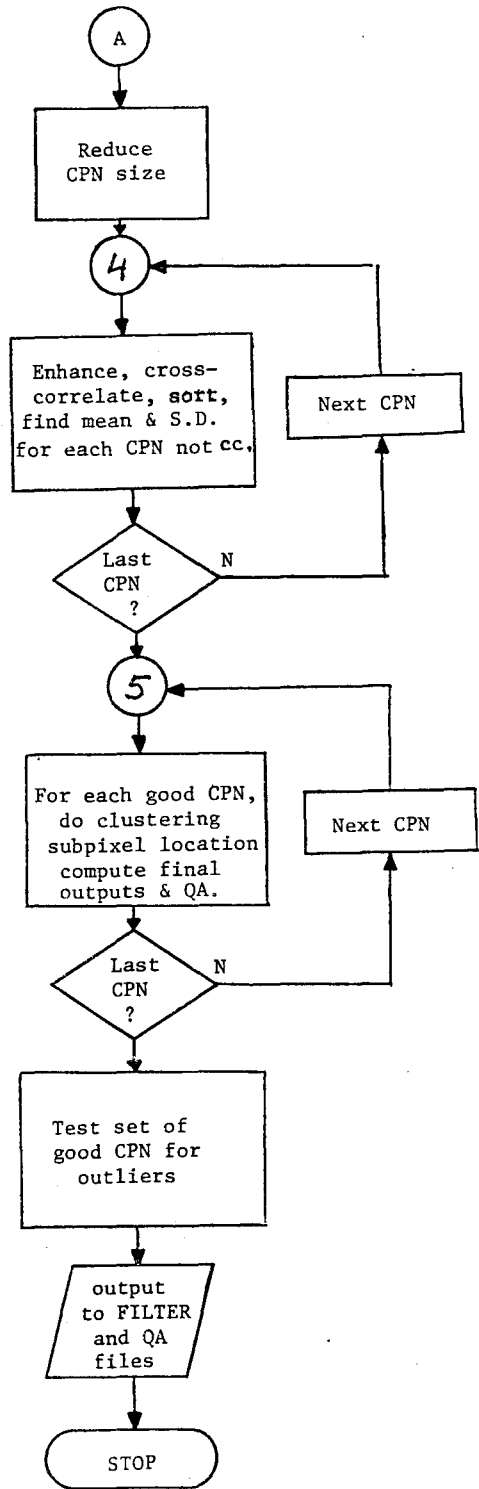 A
Reduce
CPN size
4
Enhance, cross-
correlate, sort,
find mean & S.D.
for each CPN not cc.
Next CPN
Last
CPN
?
N
5
For each good CPN,
do clustering
subpixel location
compute final
outputs & QA.
Next CPN
Last
CPN
?
N
Test set of
good CPN for
outliers
output
to FILTER
and QA
files
STOP